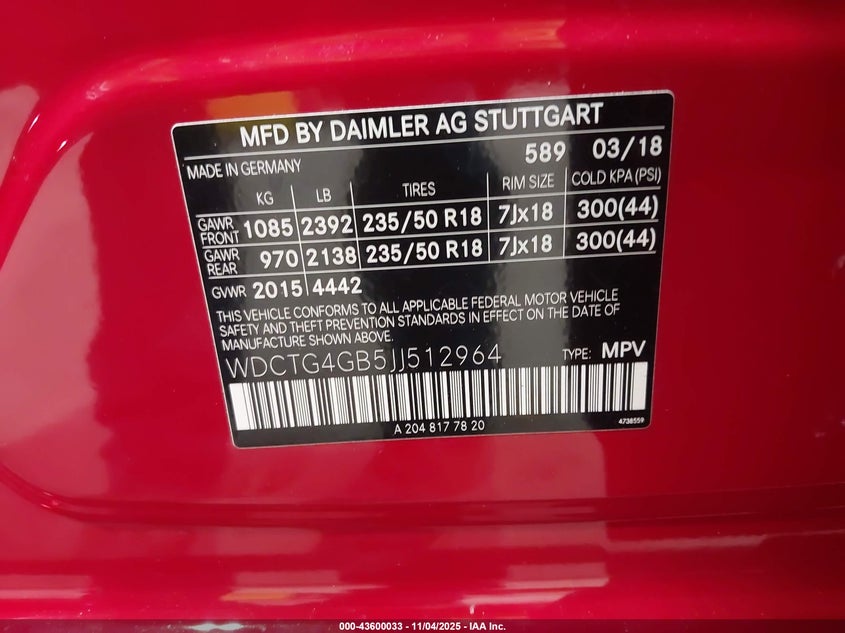 MFD BY DAIMLER AG STUTTGART
MADE IN GERMANY 589 03/18
KG LB TIRES RIM SIZE COLD KPA (PSI)
GAWR FRONT 1085 2392 235/50 R18 7Jx18 300(44)
GAWR REAR 970 2138 235/50 R18 7Jx18 300(44)
GVWR 2015 4442
THIS VEHICLE CONFORMS TO ALL APPLICABLE FEDERAL MOTOR VEHICLE
SAFETY AND THEFT PREVENTION STANDARDS IN EFFECT ON THE DATE OF
MANUFACTURE SHOWN ABOVE.
WDCTG4GB5JJ512964 TYPE: MPV
A 204 817 78 20 4738559
000-43600033 - 11/04/2025 - IAA Inc.